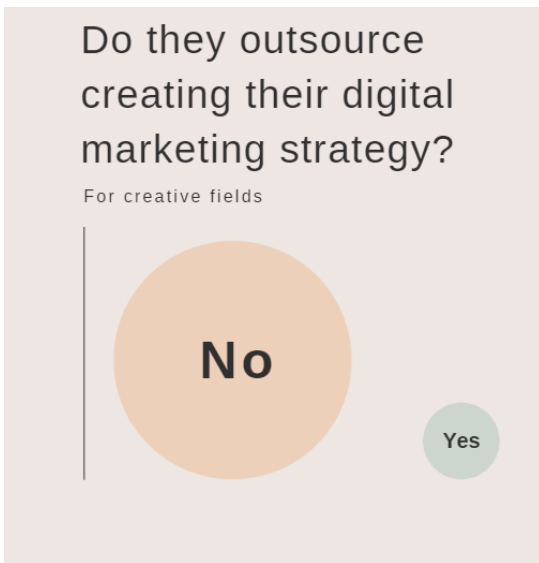 Do they outsource
creating their digital
marketing strategy?
For creative fields
No
Yes